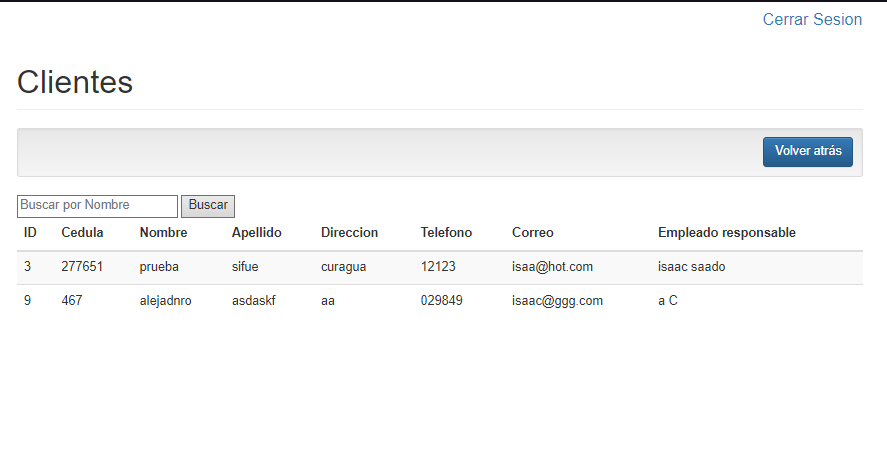 Cerrar Sesion
Clientes
Volver atrás
Buscar por Nombre Buscar
ID Cedula Nombre Apellido Direccion Telefono Correo Empleado responsable
3 277651 prueba sifue curagua 12123 isaa@hot.com isaac saado
9 467 alejadnro asdaskf aa 029849 isaac@ggg.com a C